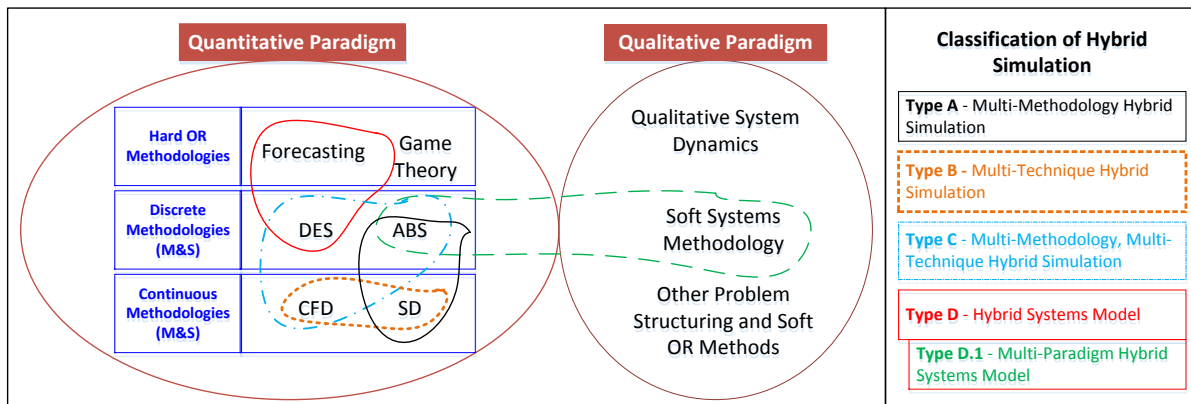 Quantitative Paradigm
Qualitative Paradigm
Hard OR
Methodologies
Forecasting
Game
Theory
Discrete
Methodologies
(M&S)
DES
ABS
Continuous
Methodologies
(M&S)
CFD
SD
Qualitative System
Dynamics
Soft Systems
Methodology
Other Problem
Structuring and Soft
OR Methods
Classification of Hybrid
Simulation
Type A - Multi-Methodology Hybrid
Simulation
Type B - Multi-Technique Hybrid
Simulation
Type C - Multi-Methodology, Multi-
Technique Hybrid Simulation
Type D - Hybrid Systems Model
Type D.1 - Multi-Paradigm Hybrid
Systems Model